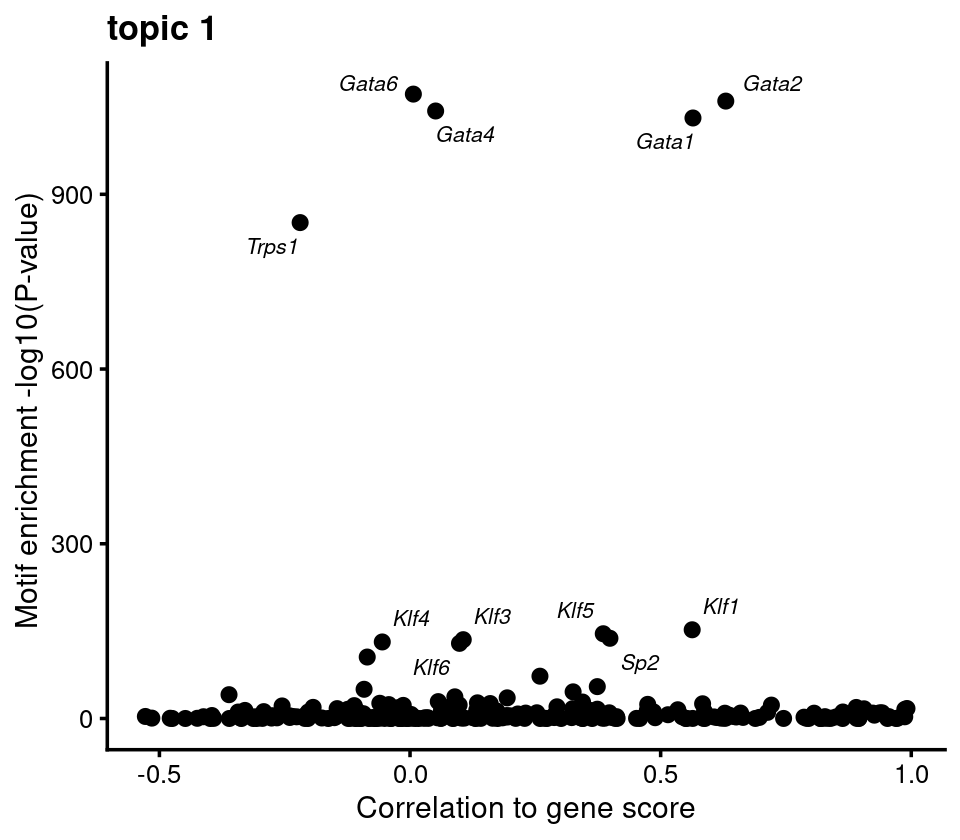 topic 1
Gata6
Gata2
Gata4
Gata1
900
Trps1
Motif enrichment -log10(P-value)
600
300
Klf4
Klf3
Klf5
Klf1
Klf6
Sp2
0
-0.5
0.0
0.5
1.0
Correlation to gene score